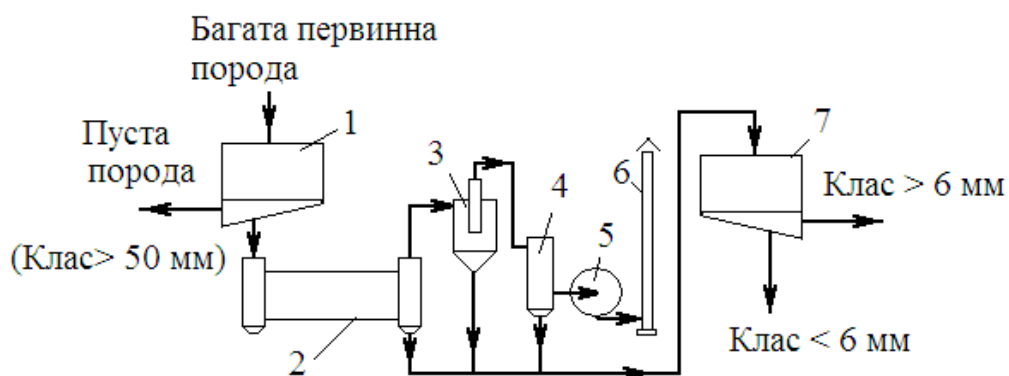 Багата первинна
порода
Пуста
порода
(Клас> 50 мм)
1
2
3
4
5
6
7
Клас > 6 мм
Клас < 6 мм